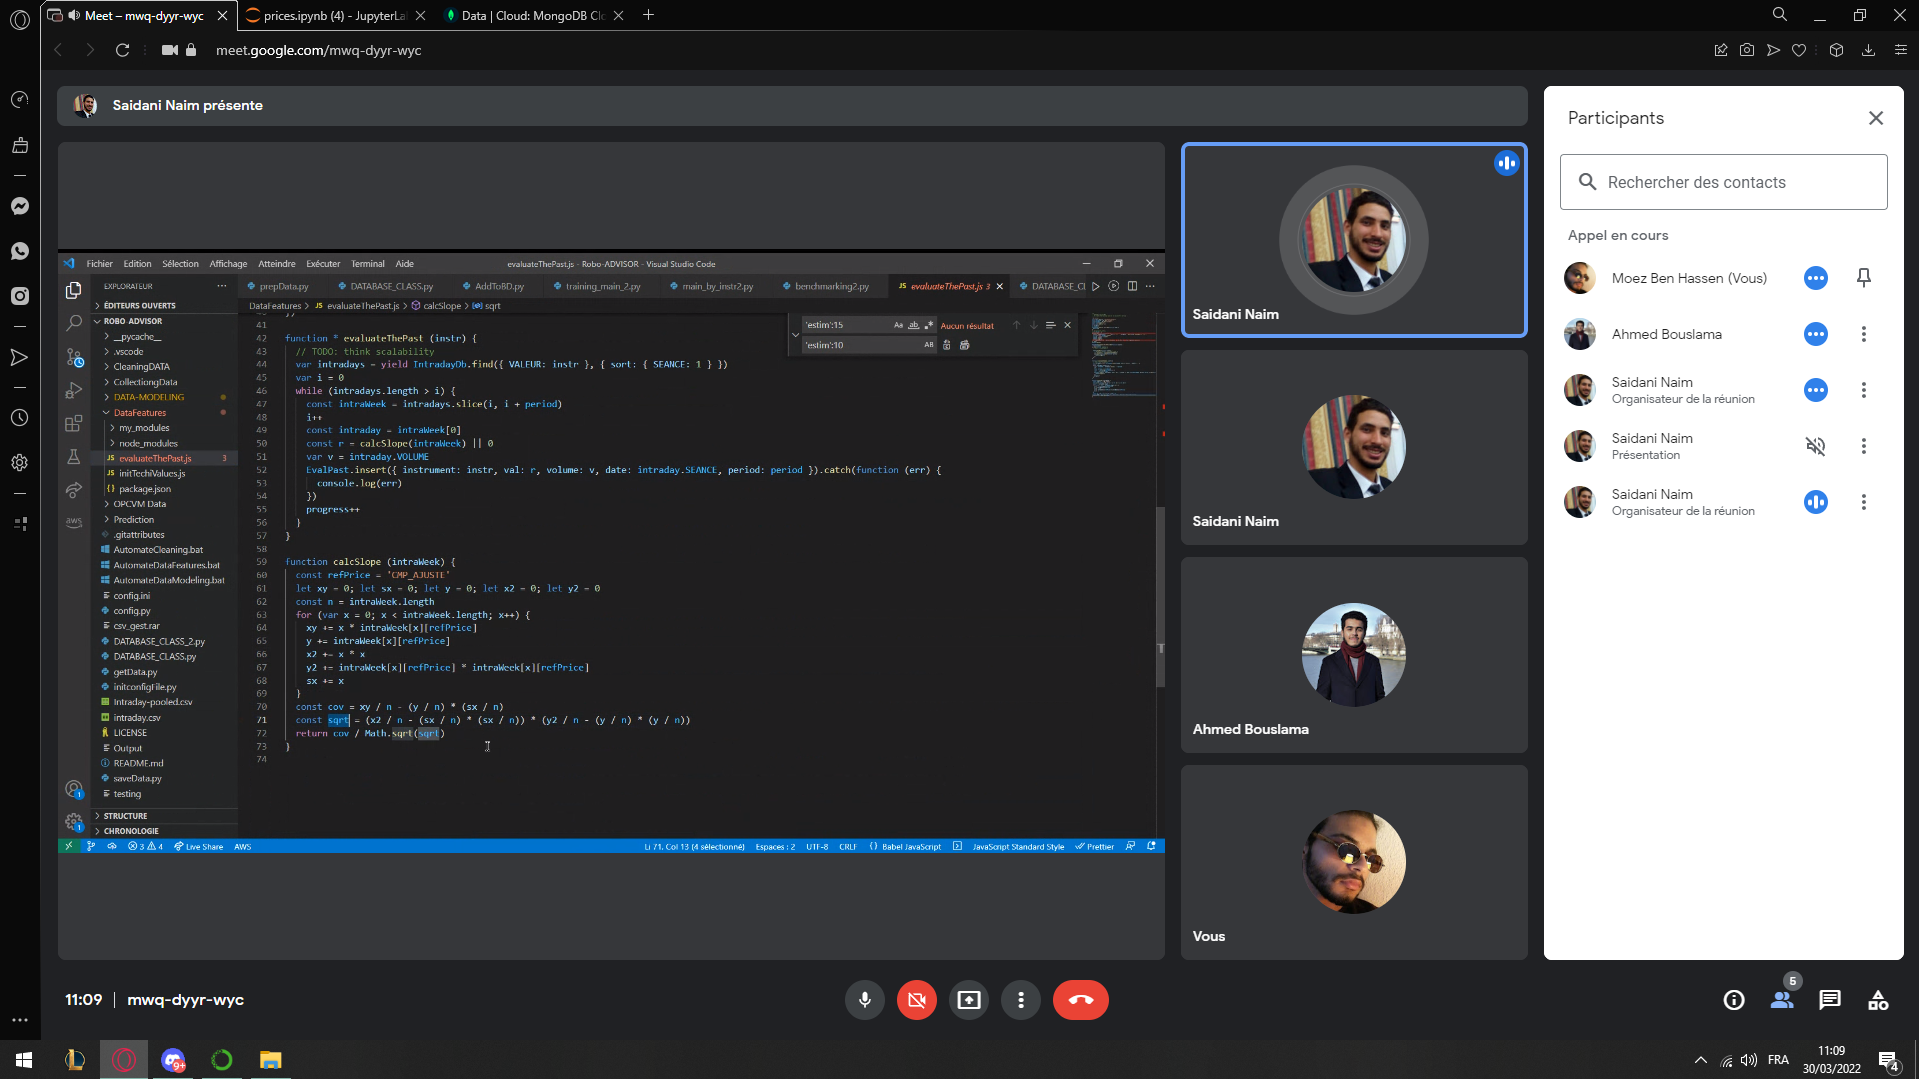 Meet – mwq-dyyr-wyc
prices.ipynb (4) - JupyterLa
Data | Cloud: MongoDB Cl
meet.google.com/mwq-dyyr-wyc
Saidani Naim présente
Fichier Edition Sélection Affichage Atteindre Exécuter Terminal Aide
evaluateThePast.js - Robo-ADVISOR - Visual Studio Code
EXPLORATEUR
prepData.py DATABASE_CLASS.py AddToBD.py training_main_2.py main_by_instr2.py benchmarking2.py evaluateThePast.js 3 DATABASE_CL
DataFeatures > JS evaluateThePast.js > calcSlope > sqrt
ÉDITEURS OUVERTS
ROBO-ADVISOR
__pycache__
.vscode
CleaningDATA
CollectiongData
DATA-MODELING
DataFeatures
my_modules
node_modules
JS evaluateThePast.js 3
JS initTechValues.js
{} package.json
OPCVM Data
Prediction
.gitattributes
AutomateCleaning.bat
AutomateDataFeatures.bat
AutomateDataModeling.bat
config.ini
config.py
csv_gest.rar
DATABASE_CLASS_2.py
DATABASE_CLASS.py
getData.py
initconfigFile.py
Intraday-pooled.csv
intraday.csv
LICENSE
Output
README.md
saveData.py
testing
STRUCTURE
CHRONOLOGIE
aws
'estim':15 Aa ab Aucun résultat
'estim':10 AB
41
42 function * evaluateThePast (instr) {
43 // TODO: think scalability
44 var intradays = yield IntradayDb.find({ VALEUR: instr }, { sort: { SEANCE: 1 } })
45 var i = 0
46 while (intradays.length > i) {
47 const intraWeek = intradays.slice(i, i + period)
48 i++
49 const intraday = intraWeek[0]
50 const r = calcSlope(intraWeek) || 0
51 var v = intraday.VOLUME
52 EvalPast.insert({ instrument: instr, val: r, volume: v, date: intraday.SEANCE, period: period }).catch(function (err) {
53 console.log(err)
54 })
55 progress++
56 }
57 }
58
59 function calcSlope (intraWeek) {
60 const refPrice = 'CMP_AJUSTE'
61 let xy = 0; let sx = 0; let y = 0; let x2 = 0; let y2 = 0
62 const n = intraWeek.length
63 for (var x = 0; x < intraWeek.length; x++) {
64 xy += x * intraWeek[x][refPrice]
65 y += intraWeek[x][refPrice]
66 x2 += x * x
67 y2 += intraWeek[x][refPrice] * intraWeek[x][refPrice]
68 sx += x
69 }
70 const cov = xy / n - (y / n) * (sx / n)
71 const sqrt = (x2 / n - (sx / n) * (sx / n)) * (y2 / n - (y / n) * (y / n))
72 return cov / Math.sqrt(sqrt)
73 }
74
3 4 Live Share AWS
Li 71, Col 13 (4 sélectionné) Espaces : 2 UTF-8 CRLF {} Babel JavaScript JavaScript Standard Style Prettier
Saidani Naim
Saidani Naim
Ahmed Bouslama
Vous
Participants
Rechercher des contacts
Appel en cours
Moez Ben Hassen (Vous)
Ahmed Bouslama
Saidani Naim
Organisateur de la réunion
Saidani Naim
Présentation
Saidani Naim
Organisateur de la réunion
11:09 | mwq-dyyr-wyc
5
9+
FRA
11:09
30/03/2022
4